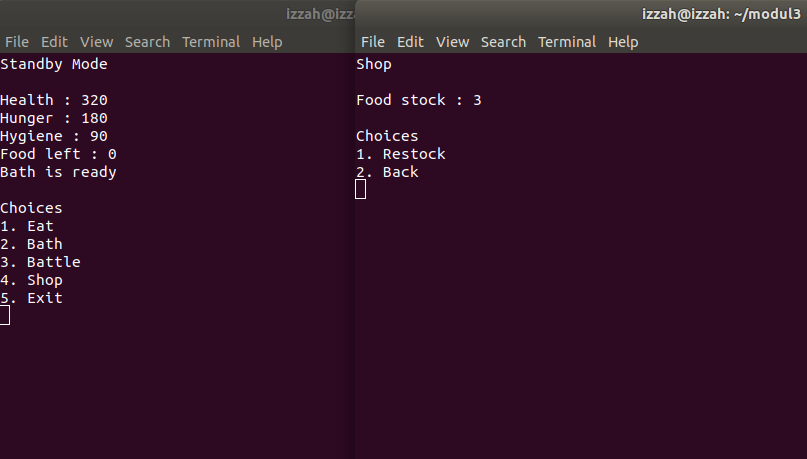 izzah@izza
File Edit View Search Terminal Help
Standby Mode
Health : 320
Hunger : 180
Hygiene : 90
Food left : 0
Bath is ready
Choices
1. Eat
2. Bath
3. Battle
4. Shop
5. Exit
izzah@izzah: ~/modul3
File Edit View Search Terminal Help
Shop
Food stock : 3
Choices
1. Restock
2. Back